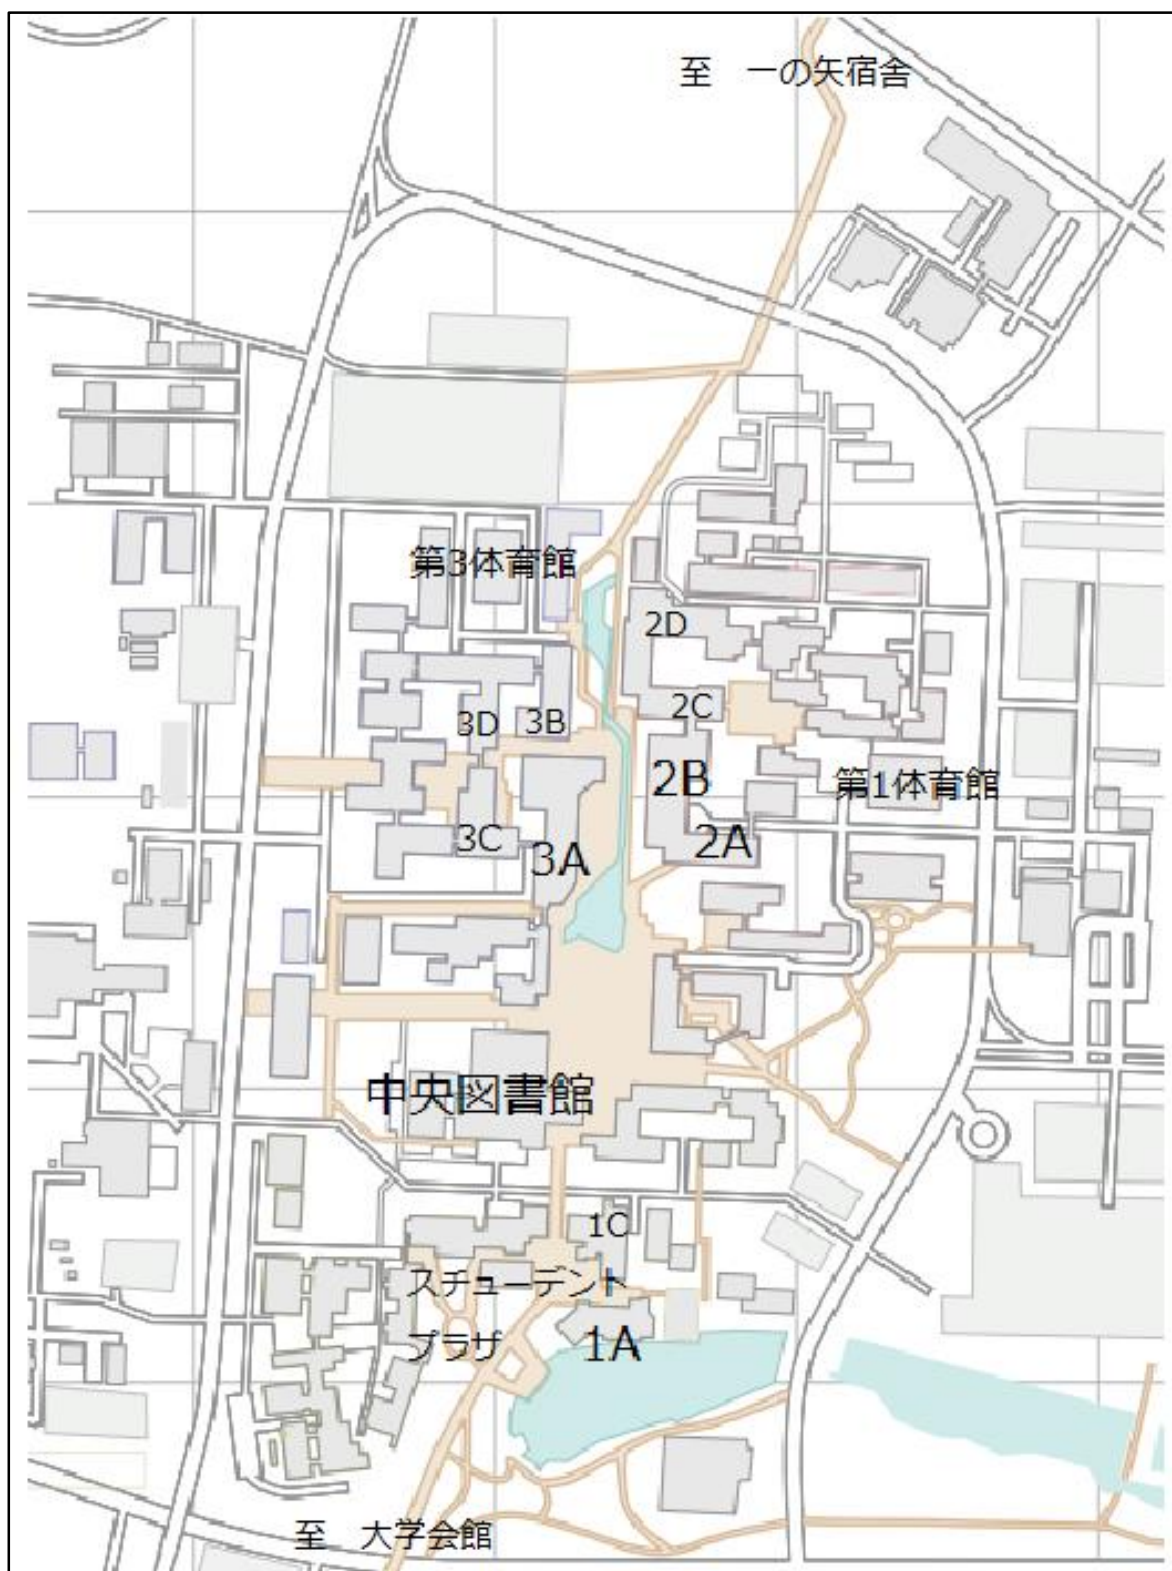 至　一の矢宿舎
第3体育館
2D
2C
3D
3B
2B
第1体育館
3C
3A
2A
中央図書館
1C
スチューデント
プラザ
1A
至　大学会館